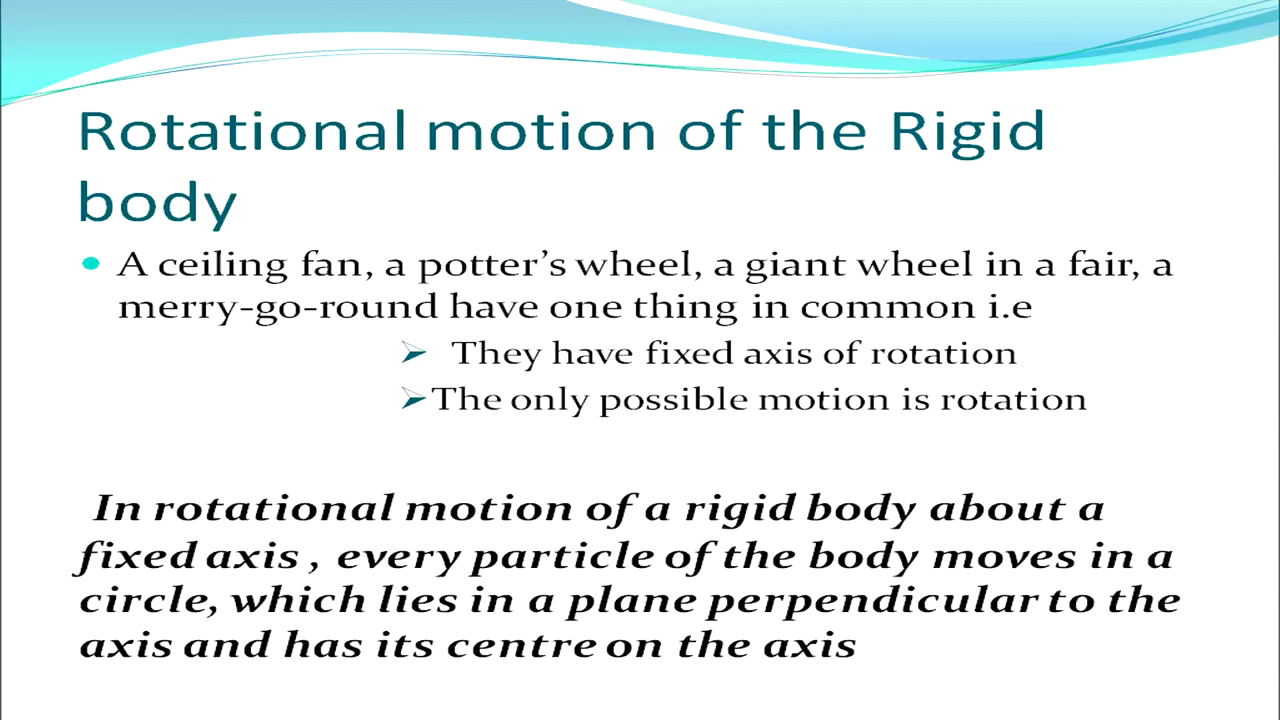 Rotational motion of the Rigid
body
• A ceiling fan, a potter’s wheel, a giant wheel in a fair, a
merry-go-round have one thing in common i.e
➢ They have fixed axis of rotation
➢The only possible motion is rotation
In rotational motion of a rigid body about a
fixed axis , every particle of the body moves in a
circle, which lies in a plane perpendicular to the
axis and has its centre on the axis